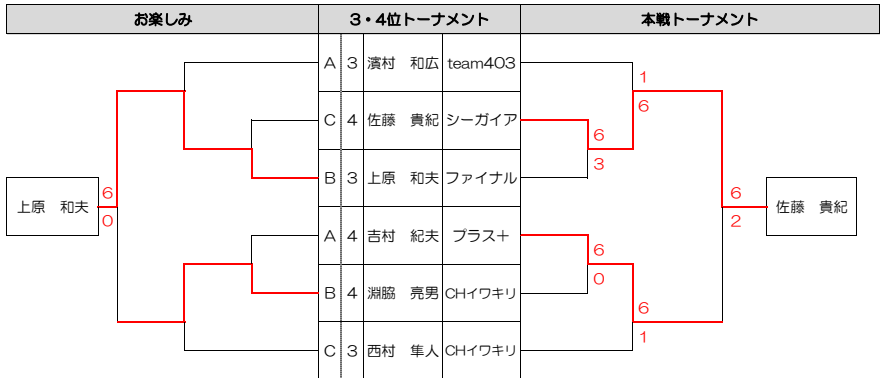 お楽しみ ３・４位トーナメント 本戦トーナメント
A 3 濱村　和広 team403
1
6
C 4 佐藤　貴紀 シーガイア
6
3
B 3 上原　和夫 ファイナル
上原　和夫 6 0
6 2 佐藤　貴紀
A 4 吉村　紀夫 プラス＋
6
0
B 4 淵脇　亮男 CHイワキリ
6
1
C 3 西村　隼人 CHイワキリ